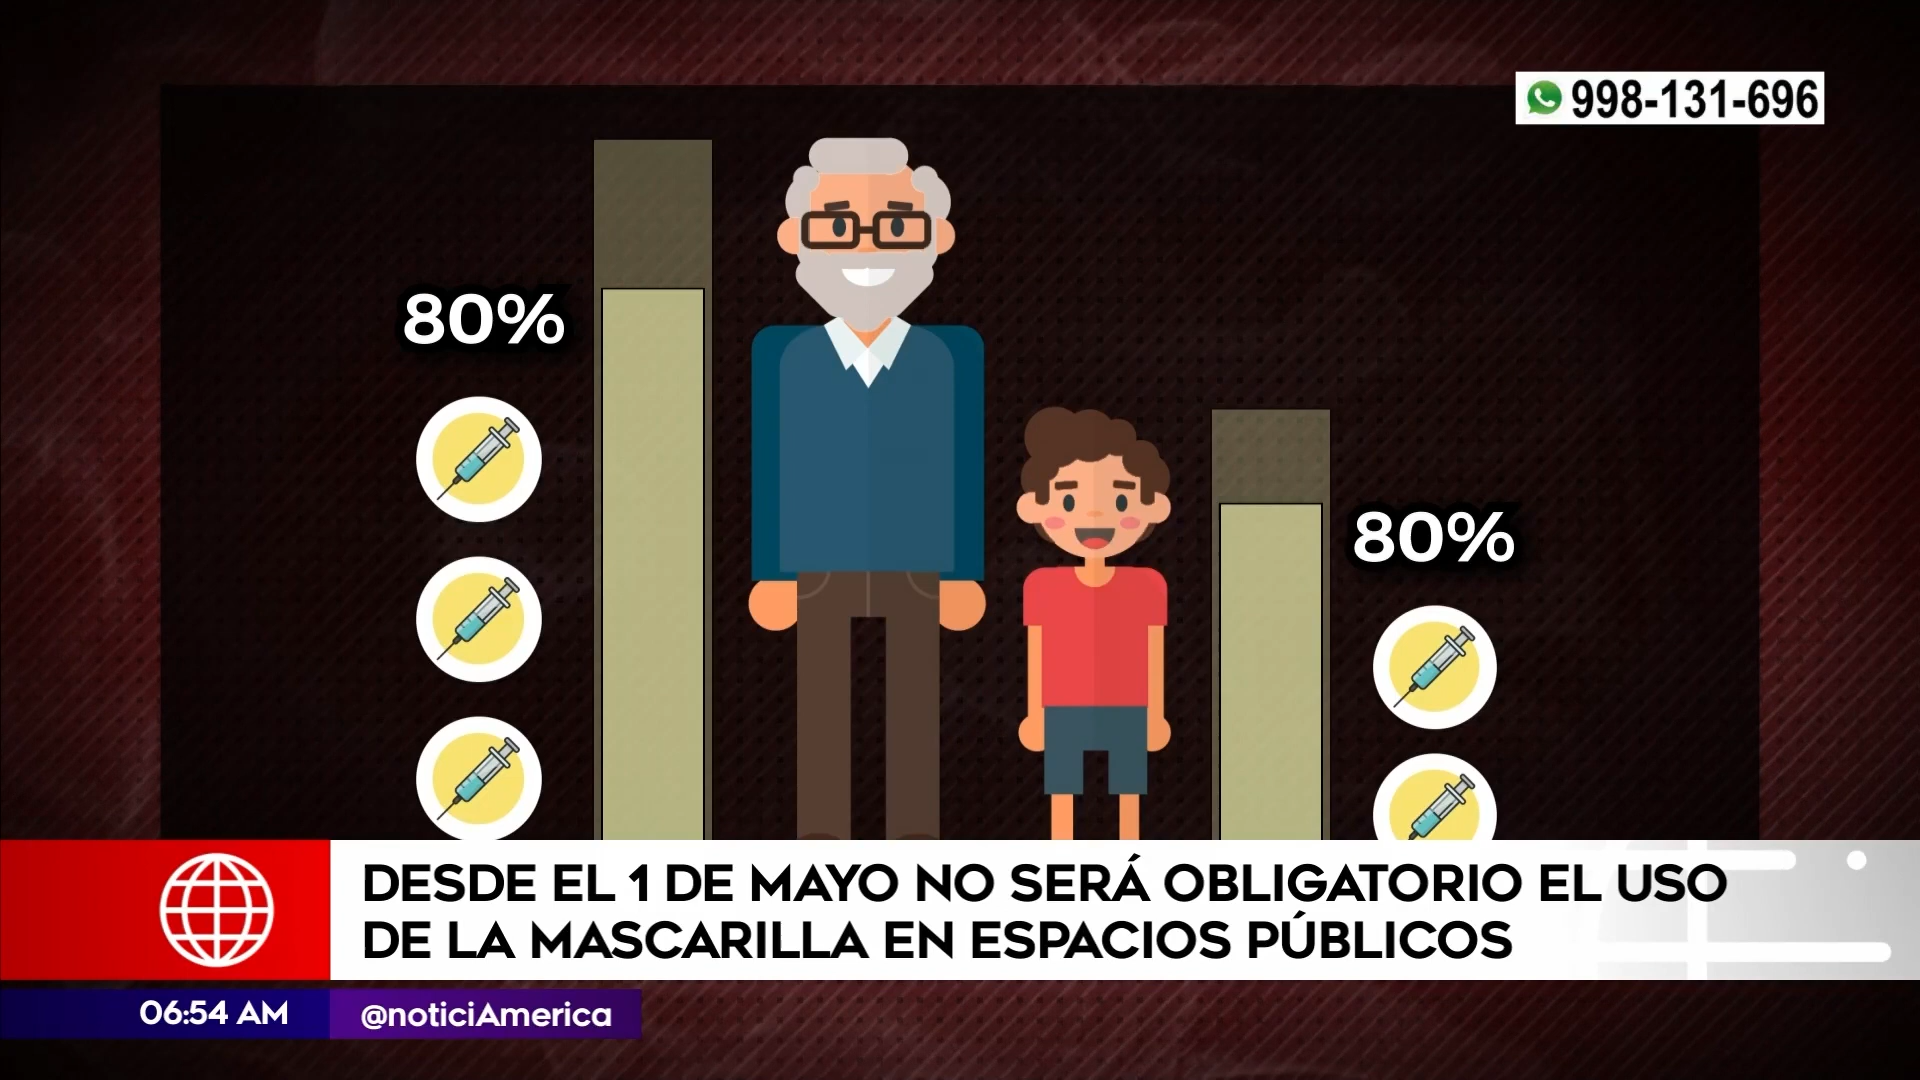 998-131-696
80%
80%
DESDE EL 1 DE MAYO NO SERÁ OBLIGATORIO EL USO
DE LA MASCARILLA EN ESPACIOS PÚBLICOS
06:54 AM
@noticiAmerica